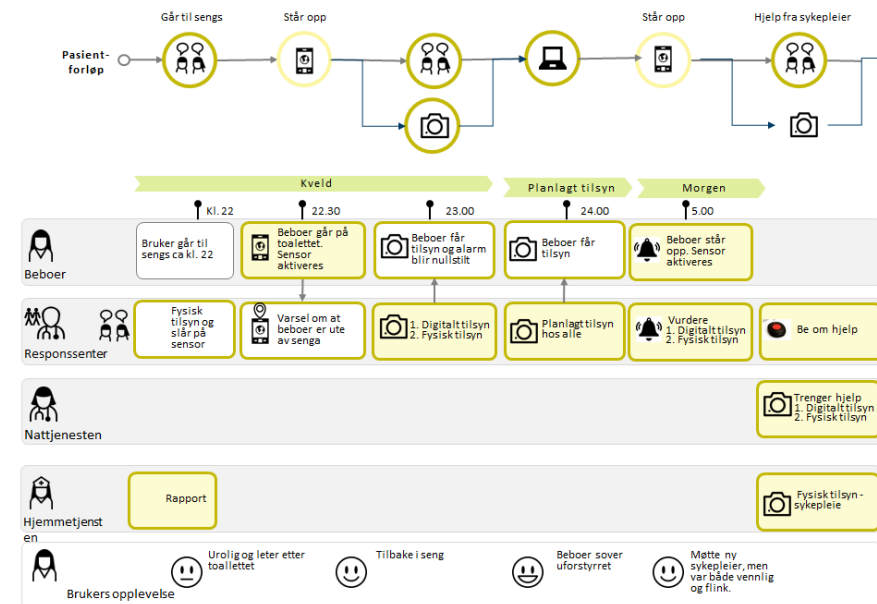 Går til sengs
Står opp
Står opp
Hjelp fra sykepleier
Pasient-
forløp
Kveld
Planlagt tilsyn
Morgen
Kl. 22
22.30
23.00
24.00
5.00
Beboer
Bruker går til
sengs ca kl. 22
Beboer går på
toalettet.
Sensor
aktiveres
Beboer får
tilsyn og alarm
blir nullstilt
Beboer får
tilsyn
Beboer står
opp. Sensor
aktiveres
Responssenter
Fysisk
tilsyn og
slår på
sensor
Varsel om at
beboer er ute
av senga
1. Digitalt tilsyn
2. Fysisk tilsyn
Planlagt tilsyn
hos alle
Vurdere
1. Digitalt tilsyn
2. Fysisk tilsyn
Be om hjelp
Nattjenesten
Trenger hjelp
1. Digitalt tilsyn
2. Fysisk tilsyn
Hjemmetjenst
en
Rapport
Fysisk tilsyn -
sykepleie
Brukers opplevelse
Urolig og leter etter
toallettet
Tilbake i seng
Beboer sover
uforstyrret
Møtte ny
sykepleier, men
var både vennlig
og flink.